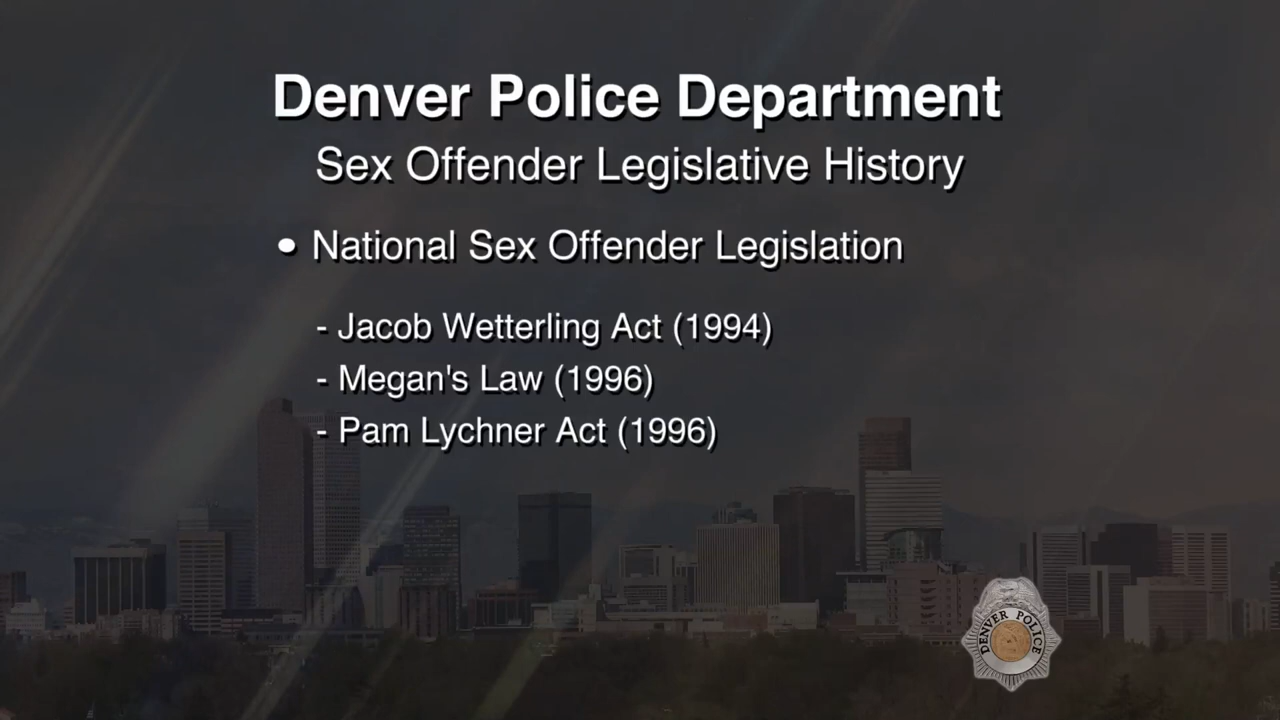 Denver Police Department
Sex Offender Legislative History
• National Sex Offender Legislation
- Jacob Wetterling Act (1994)
- Megan's Law (1996)
- Pam Lychner Act (1996)
DENVER POLICE